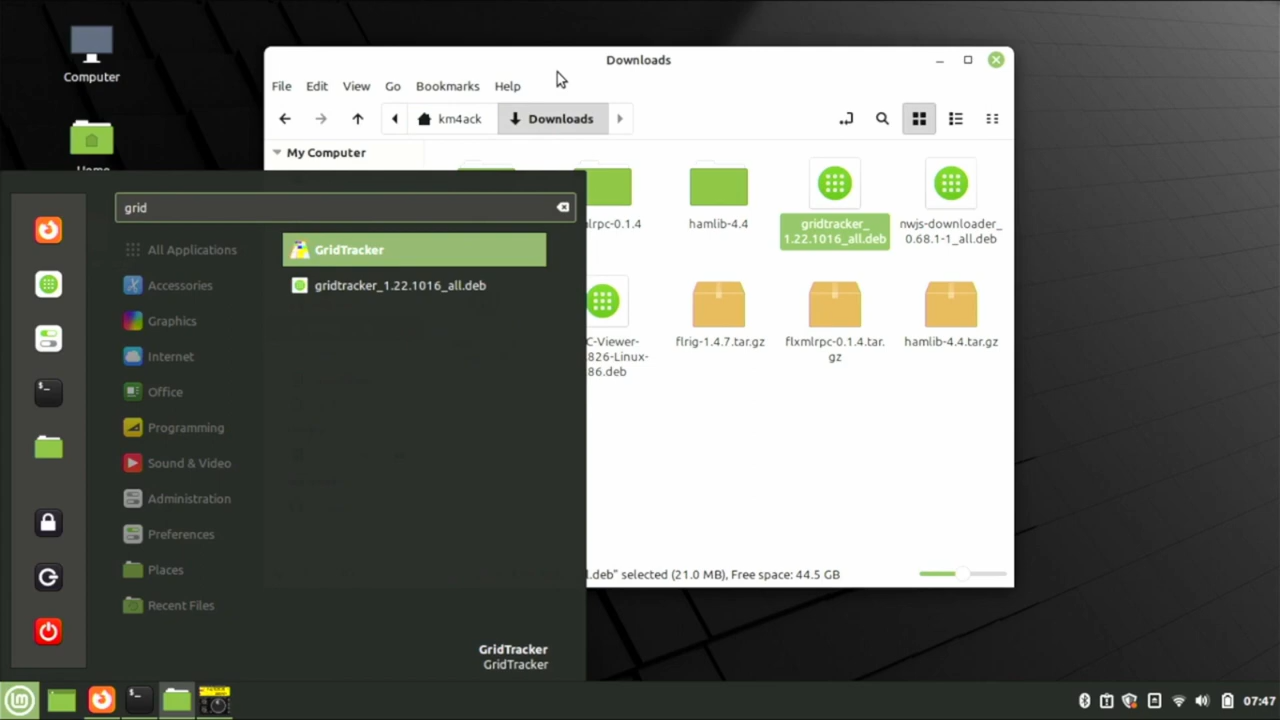 Computer
Home
Downloads
File Edit View Go Bookmarks Help
km4ack
Downloads
My Computer
grid
All Applications
Accessories
Graphics
Internet
Office
Programming
Sound & Video
Administration
Preferences
Places
Recent Files
GridTracker
gridtracker_1.22.1016_all.deb
GridTracker
GridTracker
lrpc-0.1.4
hamlib-4.4
gridtracker_
1.22.1016_all.deb
nwjs-downloader_
0.68.1-1_all.deb
C-Viewer-
826-Linux-
86.deb
flrig-1.4.7.tar.gz
flxmlrpc-0.1.4.tar.
gz
hamlib-4.4.tar.gz
l.deb" selected (21.0 MB), Free space: 44.5 GB
07:47